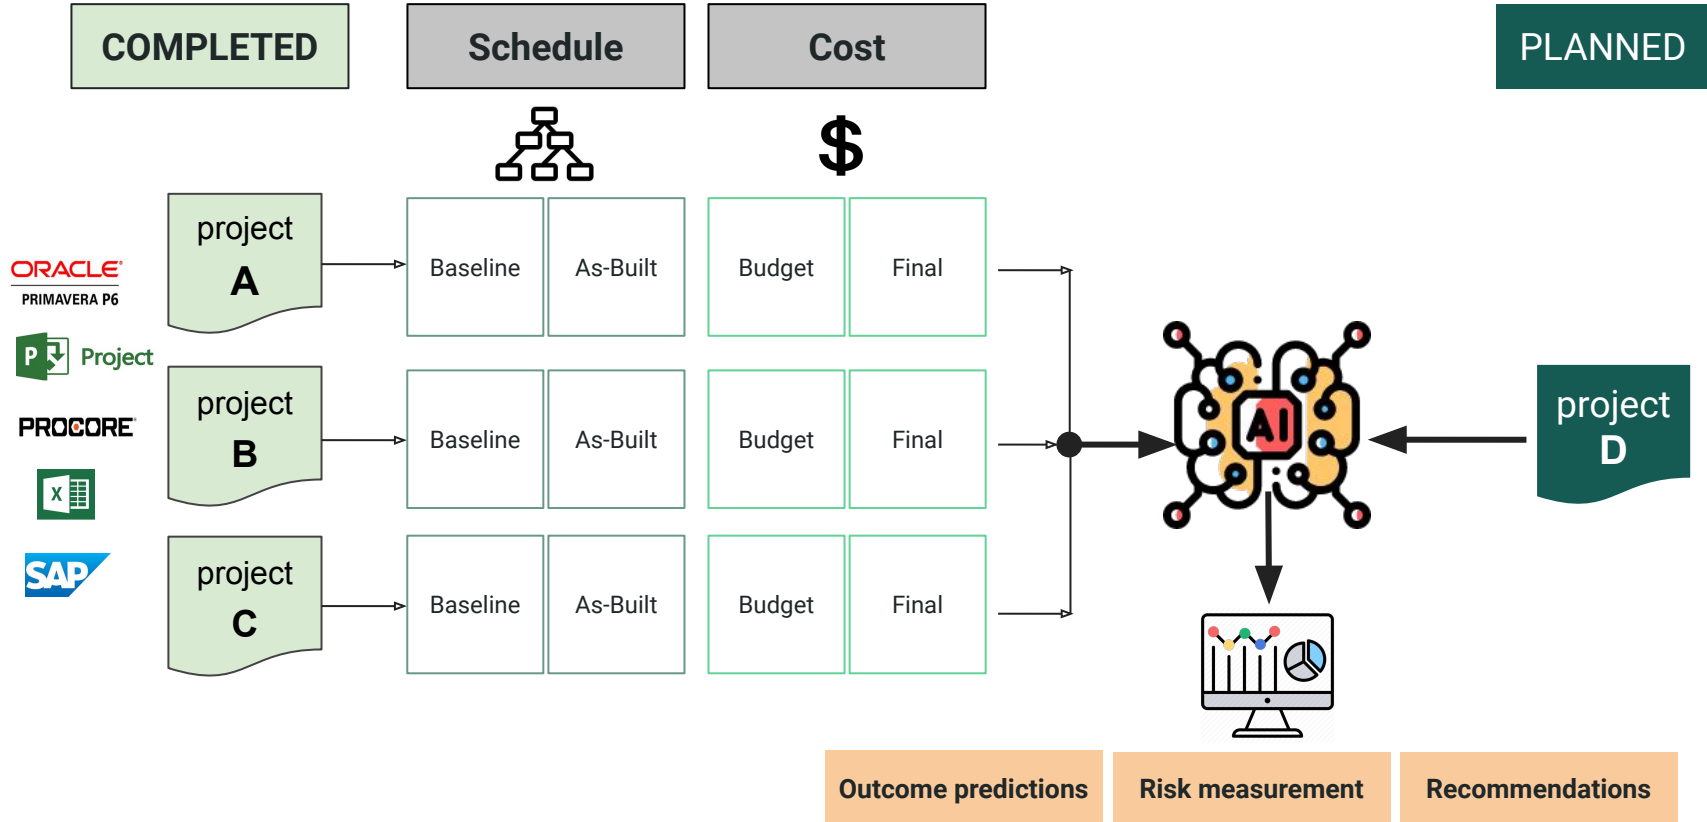 COMPLETED
Schedule
Cost
PLANNED
$
ORACLE®
PRIMAVERA P6
P Project
PROCORE®
X
SAP
project
A
Baseline
As-Built
Budget
Final
project
B
Baseline
As-Built
Budget
Final
project
C
Baseline
As-Built
Budget
Final
AI
project
D
Outcome predictions
Risk measurement
Recommendations